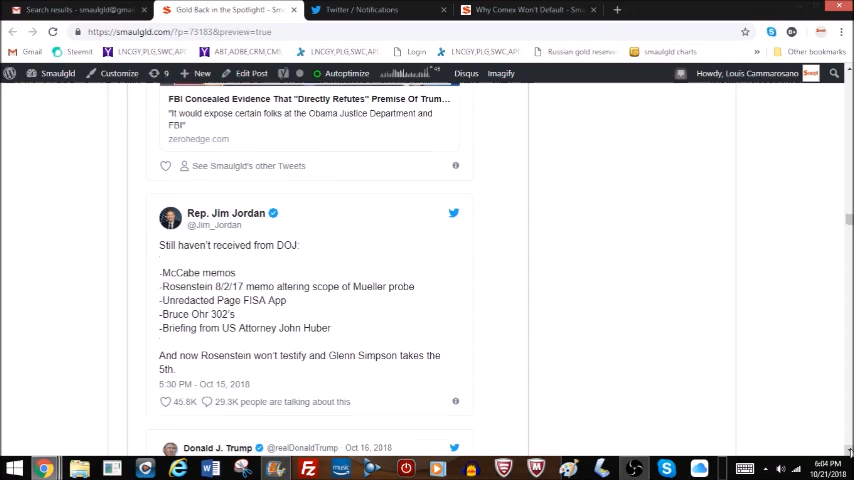 Search results - smaulgld@gmai
Gold Back in the Spotlight! - Sm
Twitter / Notifications
Why Comex Won't Default - Sm
https://smaulgld.com/?p=73183&preview=true
Gmail
Steemit
LNCGY,PLG,SWC,API
ABT,ADBE,CRM,CMS
LNCGY,PLG,SWC,API
Login
LNCGY,PLG,SWC,API
Russian gold reserve
smaulgld charts
Other bookmarks
Smaulgld
Customize
9
New
Edit Post
Autoptimize
Disqus
Imagify
Howdy, Louis Cammarosano
FBI Concealed Evidence That "Directly Refutes" Premise Of Trum…
"It would expose certain folks at the Obama Justice Department and
FBI"
zerohedge.com
See Smaulgld's other Tweets
Rep. Jim Jordan
@Jim_Jordan
Still haven't received from DOJ:
-McCabe memos
-Rosenstein 8/2/17 memo altering scope of Mueller probe
-Unredacted Page FISA App
-Bruce Ohr 302's
-Briefing from US Attorney John Huber
And now Rosenstein won't testify and Glenn Simpson takes the
5th.
5:30 PM - Oct 15, 2018
45.8K 29.3K people are talking about this
Donald J. Trump @realDonaldTrump · Oct 16, 2018
music
6:04 PM
10/21/2018